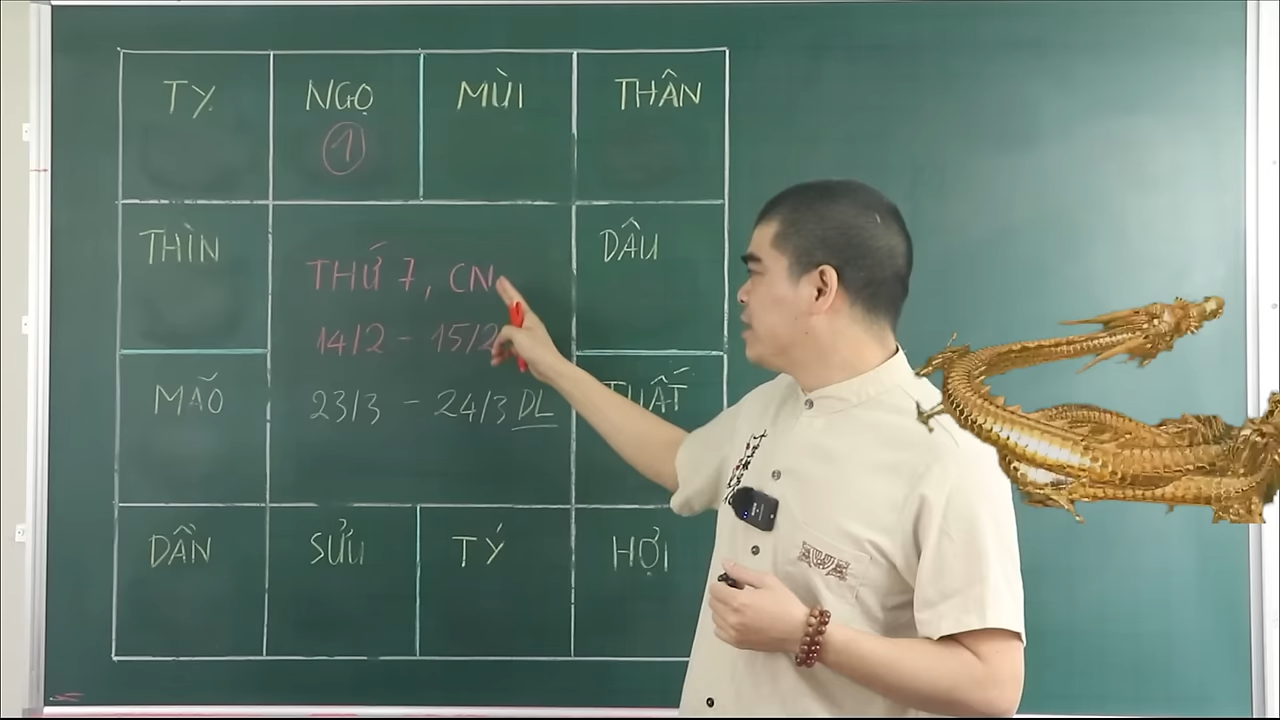 TỴ NGỌ MÙI THÂN
1
THÌN DẬU
THỨ 7, CN
14/2 - 15/2
MÃO 23/3 - 24/3 DL TUẤT
DẦN SỬU TÝ HỢI